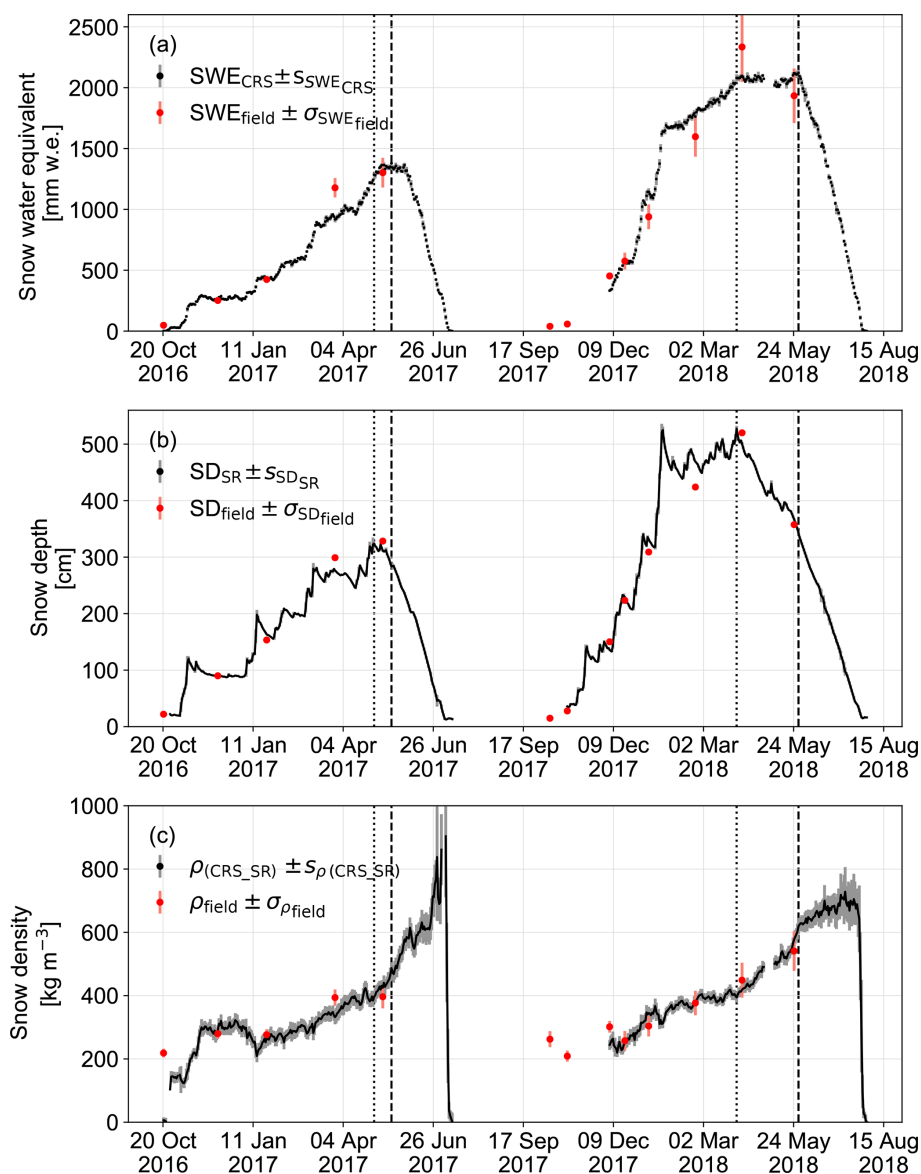 (a)
SWE_CRS ± s_SWE_CRS
SWE_field ± σ_SWE_field
Snow water equivalent
[mm w.e.]
2500
2000
1500
1000
500
0
20 Oct 11 Jan 04 Apr 26 Jun 17 Sep 09 Dec 02 Mar 24 May 15 Aug
2016 2017 2017 2017 2017 2017 2018 2018 2018
(b)
SD_SR ± s_SD_SR
SD_field ± σ_SD_field
Snow depth
[cm]
500
400
300
200
100
0
20 Oct 11 Jan 04 Apr 26 Jun 17 Sep 09 Dec 02 Mar 24 May 15 Aug
2016 2017 2017 2017 2017 2017 2018 2018 2018
(c)
ρ_(CRS_SR) ± s_ρ(CRS_SR)
ρ_field ± σ_ρ_field
Snow density
[kg m⁻³]
1000
800
600
400
200
0
20 Oct 11 Jan 04 Apr 26 Jun 17 Sep 09 Dec 02 Mar 24 May 15 Aug
2016 2017 2017 2017 2017 2017 2018 2018 2018